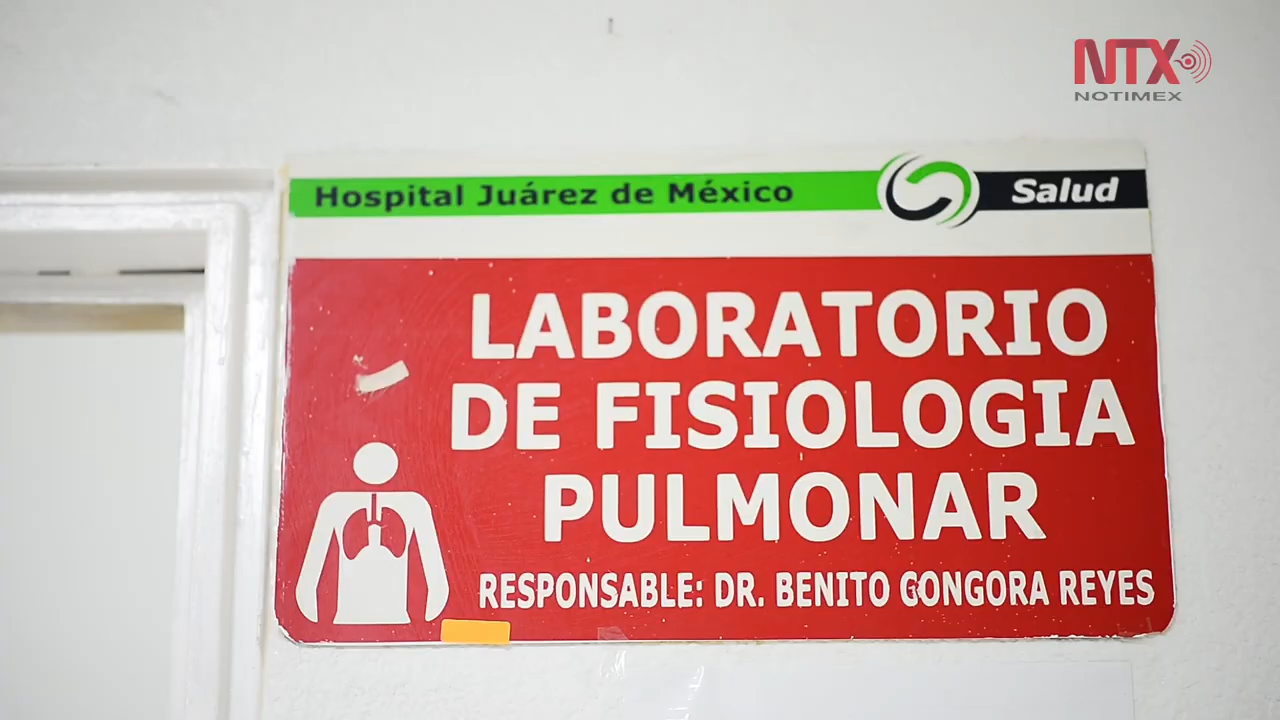 NTX
NOTIMEX
Hospital Juárez de México
Salud
LABORATORIO
DE FISIOLOGIA
PULMONAR
RESPONSABLE: DR. BENITO GONGORA REYES